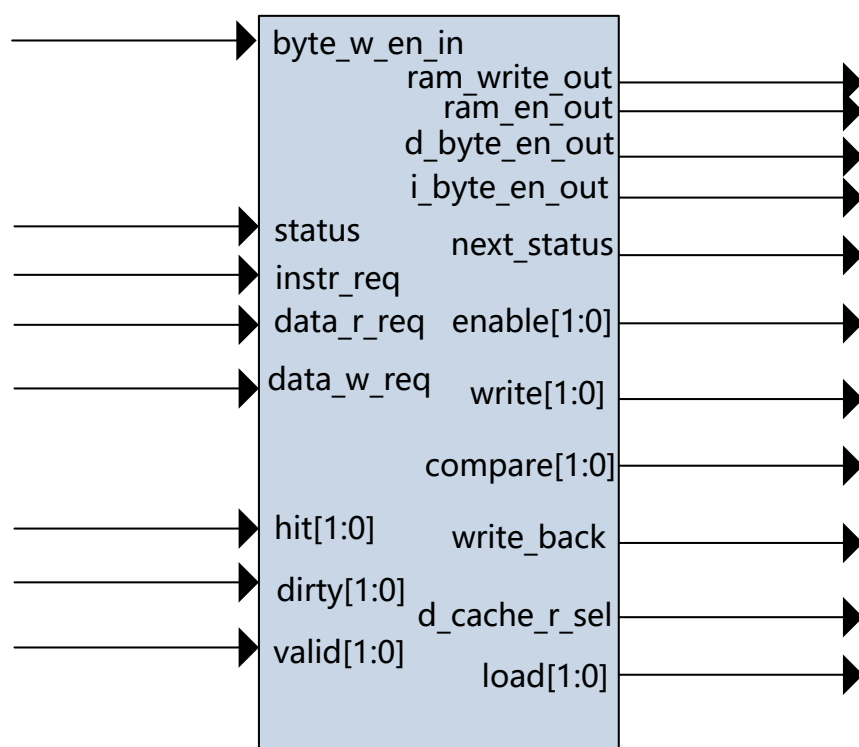 byte_w_en_in
ram_write_out
ram_en_out
d_byte_en_out
i_byte_en_out
status
next_status
instr_req
data_r_req
enable[1:0]
data_w_req
write[1:0]
compare[1:0]
hit[1:0]
write_back
dirty[1:0]
d_cache_r_sel
valid[1:0]
load[1:0]